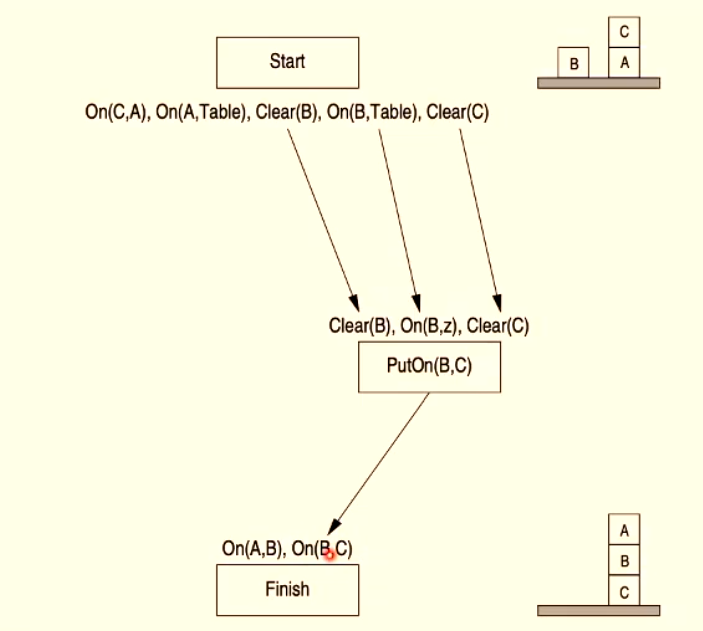 C
B A
Start
On(C,A), On(A,Table), Clear(B), On(B,Table), Clear(C)
Clear(B), On(B,z), Clear(C)
PutOn(B,C)
On(A,B), On(B,C)
Finish
A
B
C